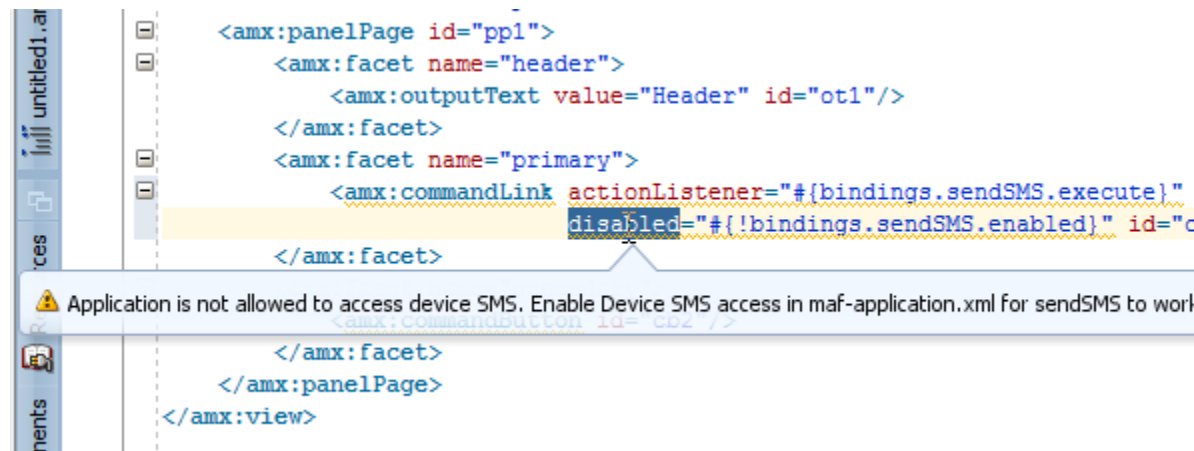 <amx:panelPage id="pp1">
<amx:facet name="header">
<amx:outputText value="Header" id="ot1"/>
</amx:facet>
<amx:facet name="primary">
<amx:commandLink actionListener="#{bindings.sendSMS.execute}"
disabled="#{!bindings.sendSMS.enabled}" id="c
</amx:facet>
Application is not allowed to access device SMS. Enable Device SMS access in maf-application.xml for sendSMS to work
<amx:commandButton id="cb2"/>
</amx:facet>
</amx:panelPage>
</amx:view>
untitled1.am
rces
nents